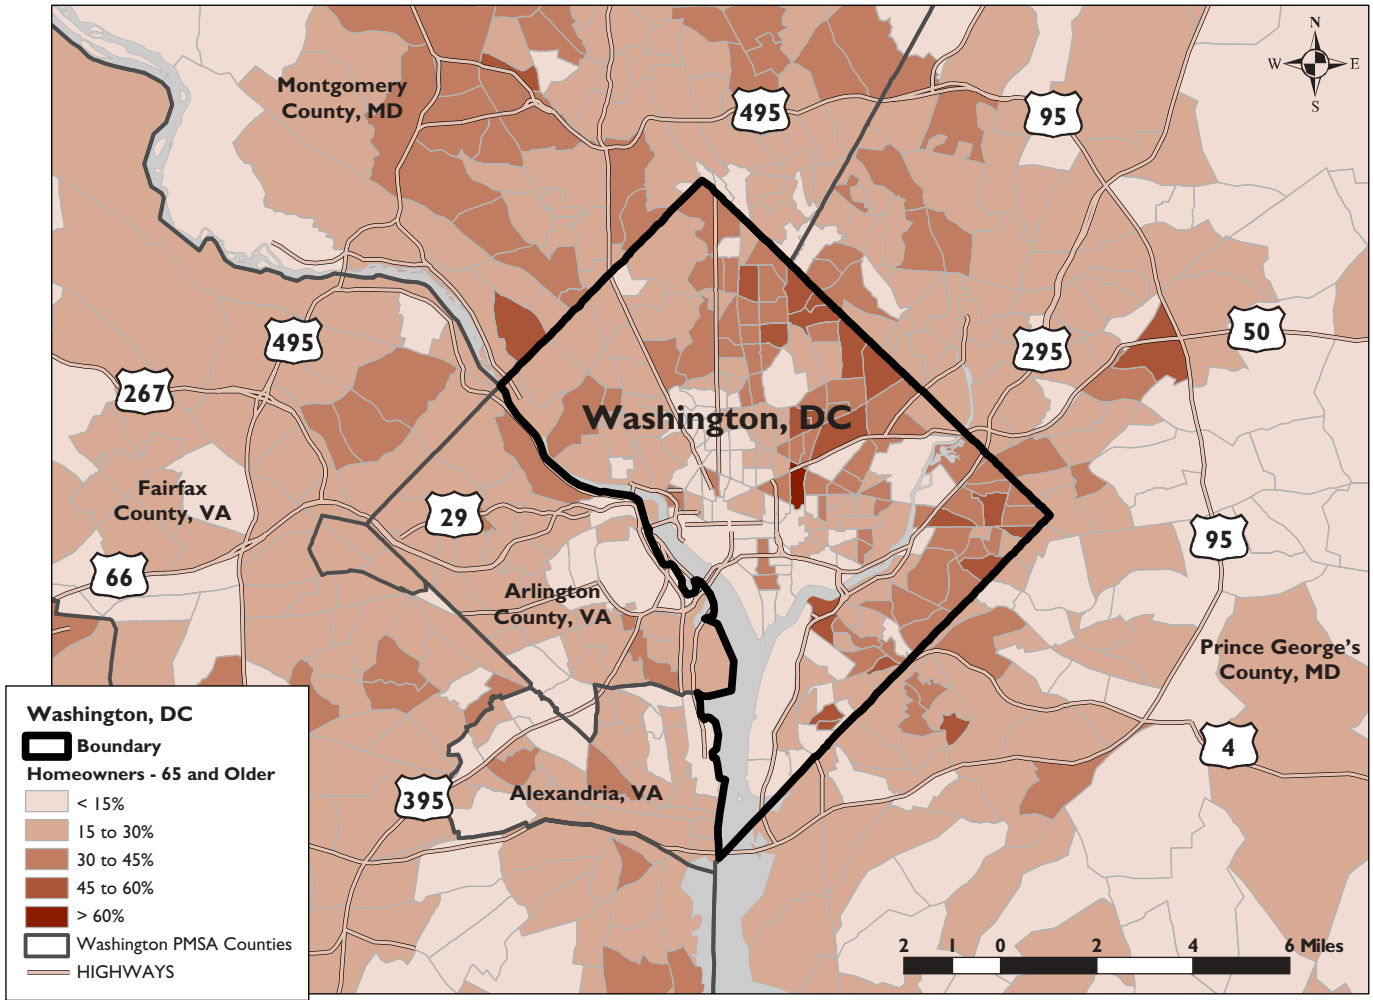 N
W E
S
Montgomery
County, MD
495
95
495
267
295
50
Washington, DC
Fairfax
County, VA
29
66
95
Arlington
County, VA
Prince George's
County, MD
4
395
Alexandria, VA
Washington, DC
Boundary
Homeowners - 65 and Older
< 15%
15 to 30%
30 to 45%
45 to 60%
> 60%
Washington PMSA Counties
HIGHWAYS
2 1 0 2 4 6 Miles